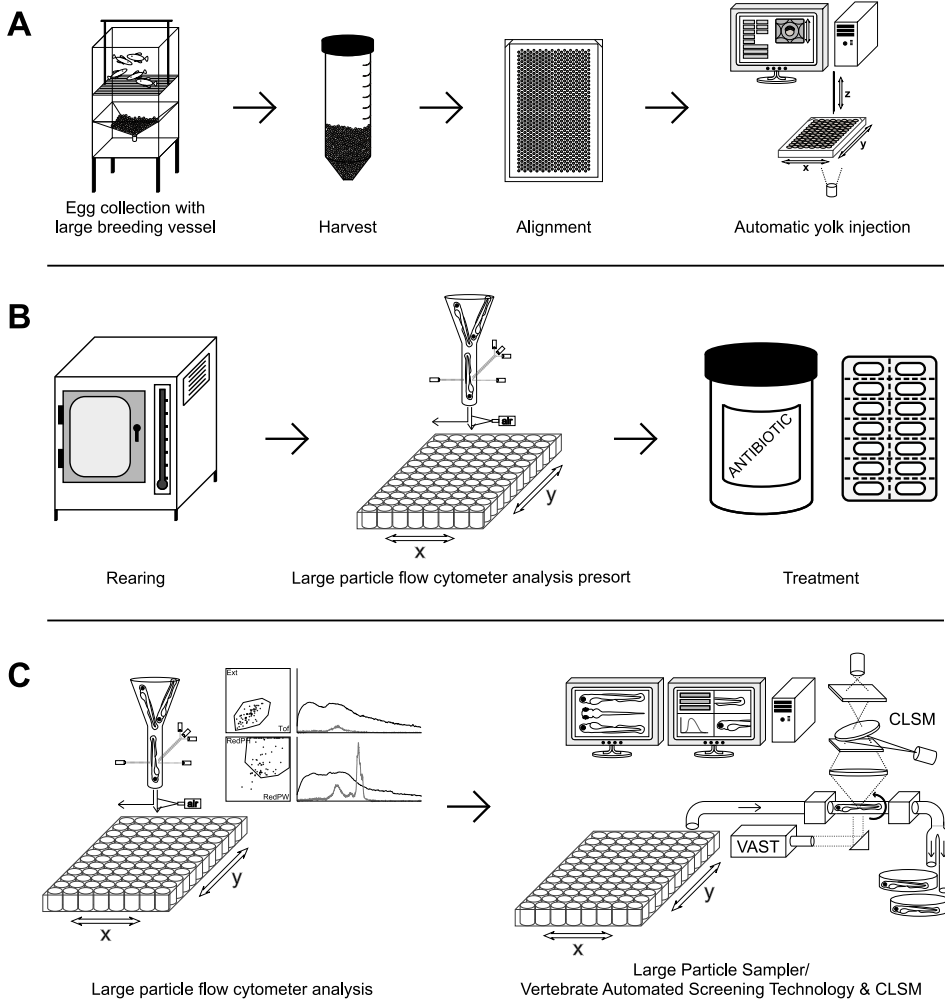 A
z
y
x
Egg collection with
large breeding vessel
Harvest
Alignment
Automatic yolk injection
B
air
ANTIBIOTIC
y
x
Rearing
Large particle flow cytometer analysis presort
Treatment
C
Ext
Tof
RedPH
RedPW
air
y
x
CLSM
VAST
y
x
Large particle flow cytometer analysis
Large Particle Sampler/
Vertebrate Automated Screening Technology & CLSM